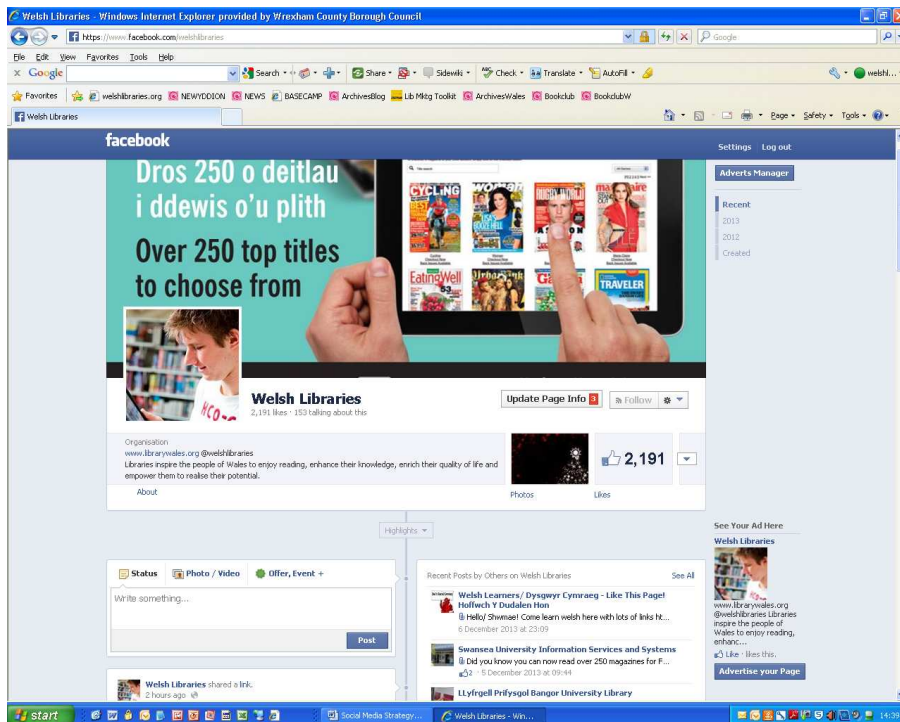 Welsh Libraries - Windows Internet Explorer provided by Wrexham County Borough Council
https://www.facebook.com/welshlibraries
Google
File Edit View Favorites Tools Help
x Google Search Share Sidewiki Check Translate AutoFill welshl...
Favorites welshlibraries.org NEWYDDION NEWS BASECAMP ArchivesBlog Lib Mktg Toolkit ArchivesWales Bookclub BookclubW
Welsh Libraries Page Safety Tools
facebook
Settings Log out
Adverts Manager
Recent
2013
2012
Created
Dros 250 o deitlau
i ddewis o'u plith
Over 250 top titles
to choose from
CYCLING woman RUGBY WORLD marie claire
EatingWell Urban Ink TRAVELER
HCO
Welsh Libraries
2,191 likes · 153 talking about this
Update Page Info 3
Follow
Organisation
www.librarywales.org @welshlibraries
Libraries inspire the people of Wales to enjoy reading, enhance their knowledge, enrich their quality of life and
empower them to realise their potential.
About
2,191
Photos Likes
Highlights
Status Photo / Video Offer, Event +
Write something...
Post
Welsh Libraries shared a link.
2 hours ago
Recent Posts by Others on Welsh Libraries See All
Welsh Learners/ Dysgwyr Cymraeg - Like This Page!
Hoffwch Y Dudalen Hon
Hello/ Shwmae! Come learn welsh here with lots of links ht...
6 December 2013 at 23:09
Swansea University Information Services and Systems
Did you know you can now read over 250 magazines for F...
2 · 5 December 2013 at 09:44
LLyfrgell Prifysgol Bangor University Library
See Your Ad Here
Welsh Libraries
www.librarywales.org
@welshlibraries Libraries
inspire the people of
Wales to enjoy reading,
enhanc...
Like · likes this.
Advertise your Page
start Social Media Strategy... Welsh Libraries - Win... 14:39